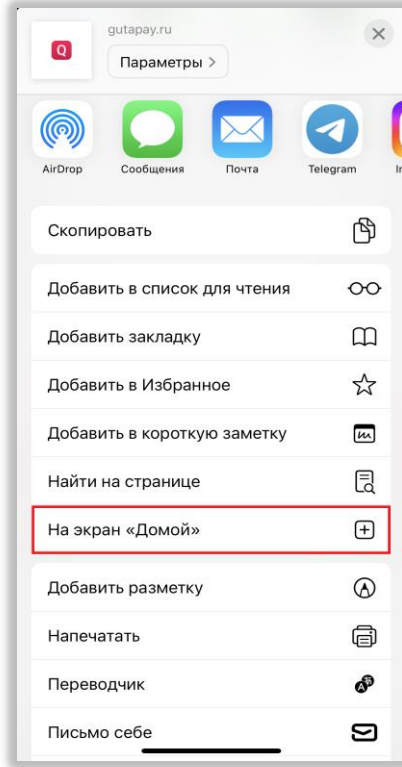 gutapay.ru
Q
Параметры >
AirDrop
Сообщения
Почта
Telegram
In
Скопировать
Добавить в список для чтения
Добавить закладку
Добавить в Избранное
Добавить в короткую заметку
Найти на странице
На экран «Домой»
Добавить разметку
Напечатать
Переводчик
Письмо себе